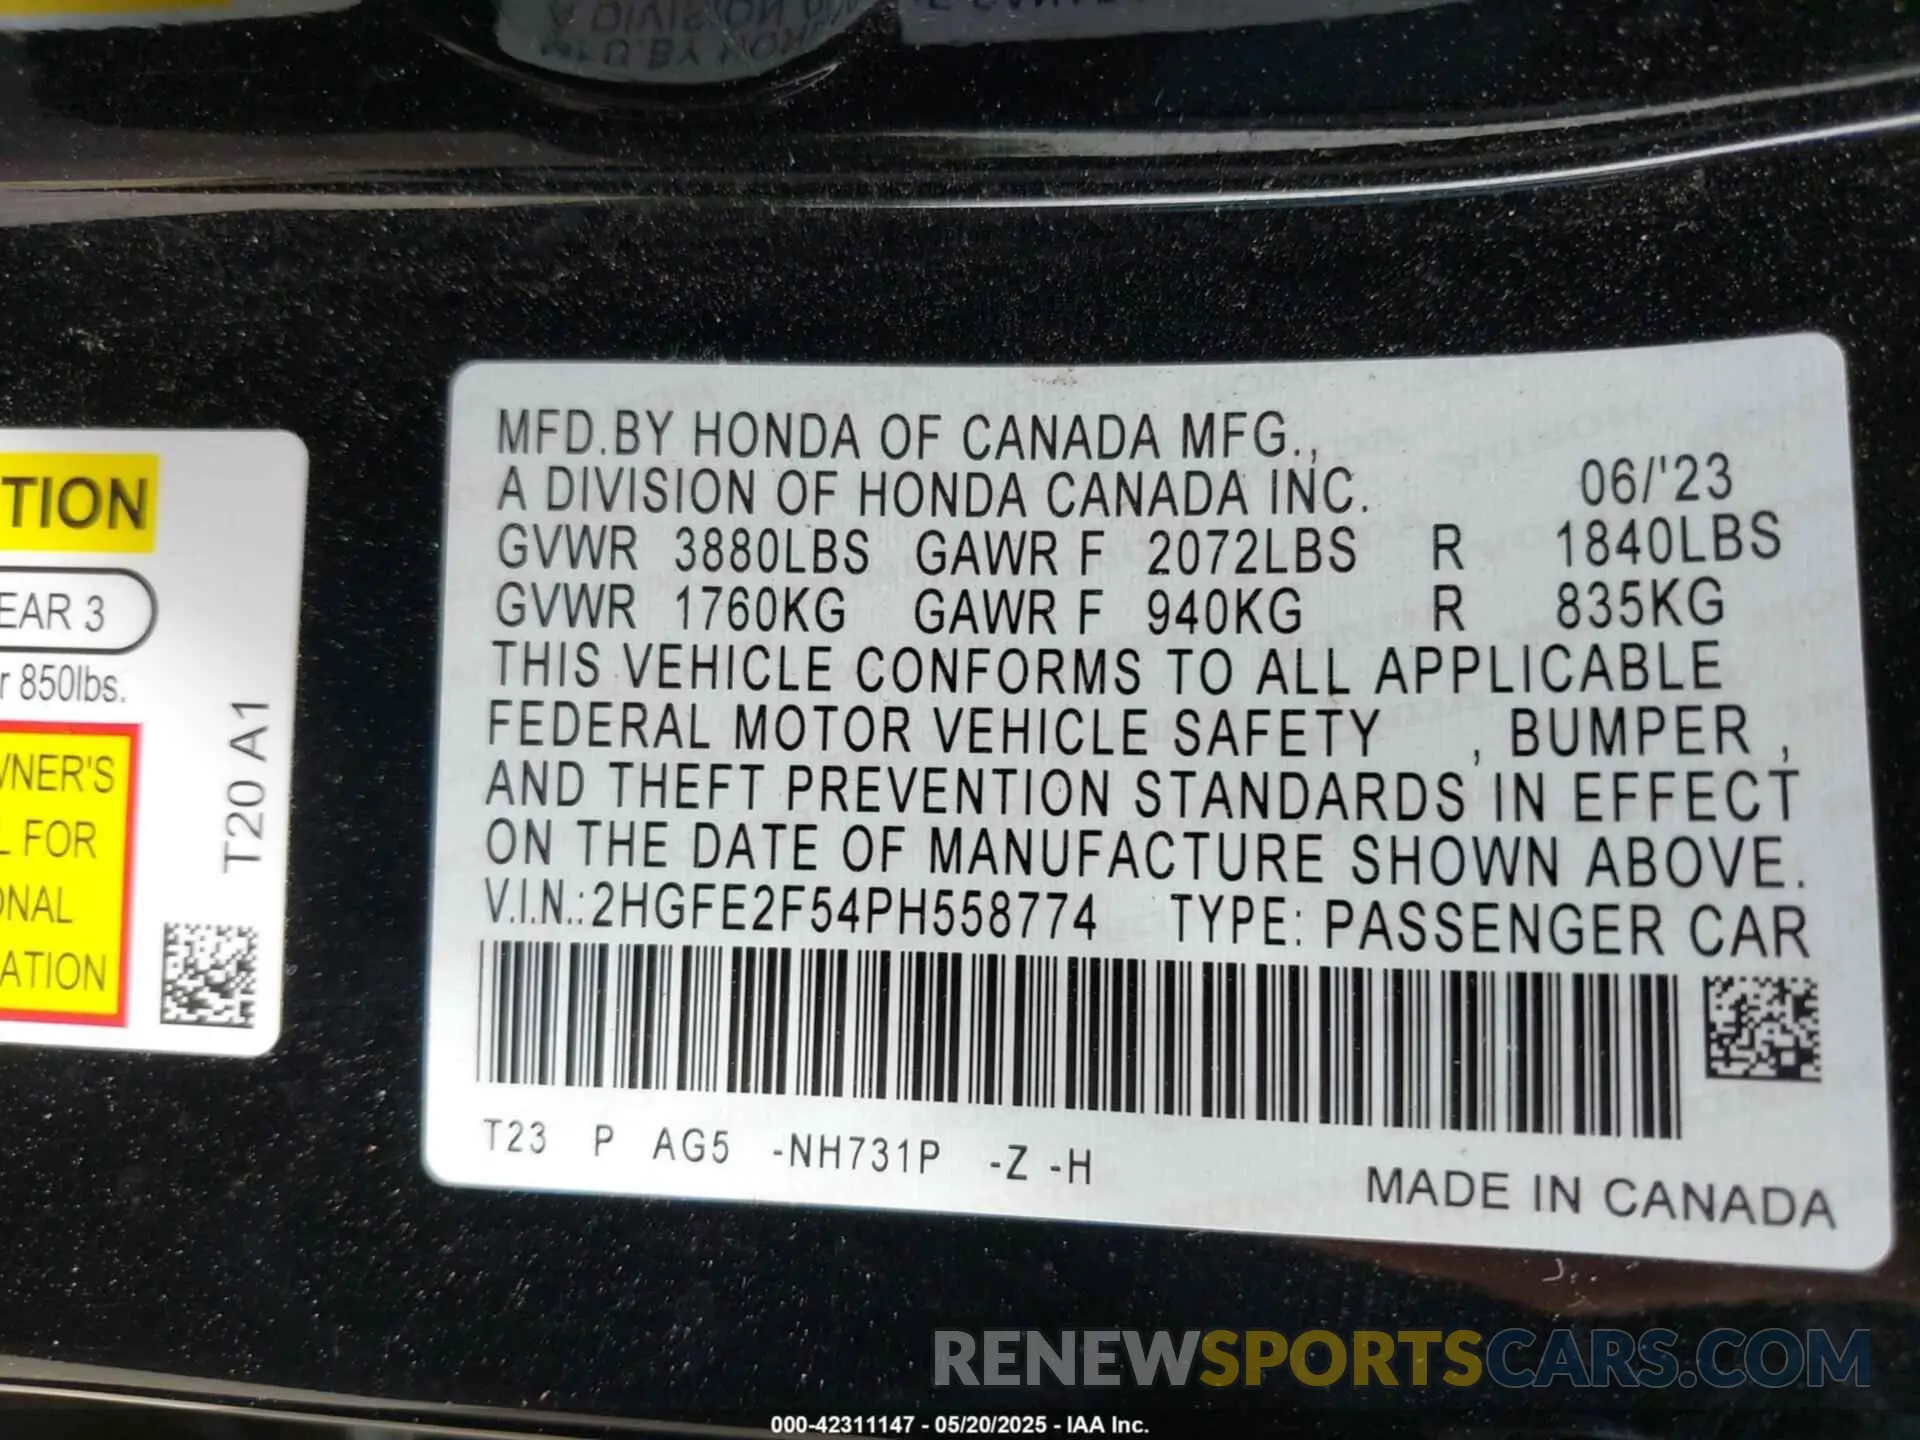 MFD.BY HONDA OF CANADA MFG.,
A DIVISION OF HONDA CANADA INC. 06/'23
GVWR 3880LBS GAWR F 2072LBS R 1840LBS
GVWR 1760KG GAWR F 940KG R 835KG
THIS VEHICLE CONFORMS TO ALL APPLICABLE
FEDERAL MOTOR VEHICLE SAFETY , BUMPER ,
AND THEFT PREVENTION STANDARDS IN EFFECT
ON THE DATE OF MANUFACTURE SHOWN ABOVE.
V.I.N.:2HGFE2F54PH558774 TYPE: PASSENGER CAR
T23 P AG5 -NH731P -Z -H
MADE IN CANADA
TION
EAR 3
r 850lbs.
WNER'S
L FOR
ONAL
ATION
T20 A1
RENEWSPORTSCARS.COM
000-42311147 - 05/20/2025 - IAA Inc.